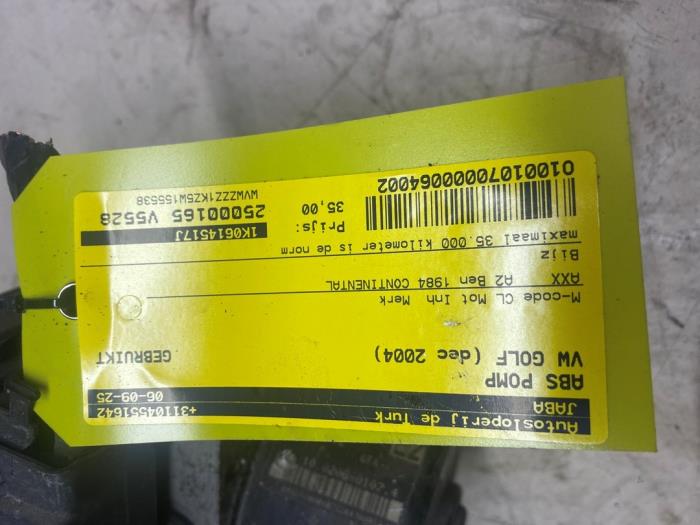 Autosloperij de Turk
JABA +31104551642
06-09-25
ABS POMP
VW GOLF (dec 2004) GEBRUIKT
M-code CL Mot Inh Merk
AXX A2 Ben 1984 CONTINENTAL
Bijz
maximaal 35.000 kilometer is de norm
Prijs: 1K0614517J
35,00 25000165 V5528
WVWZZZ1KZ5W155538
0100107000064002